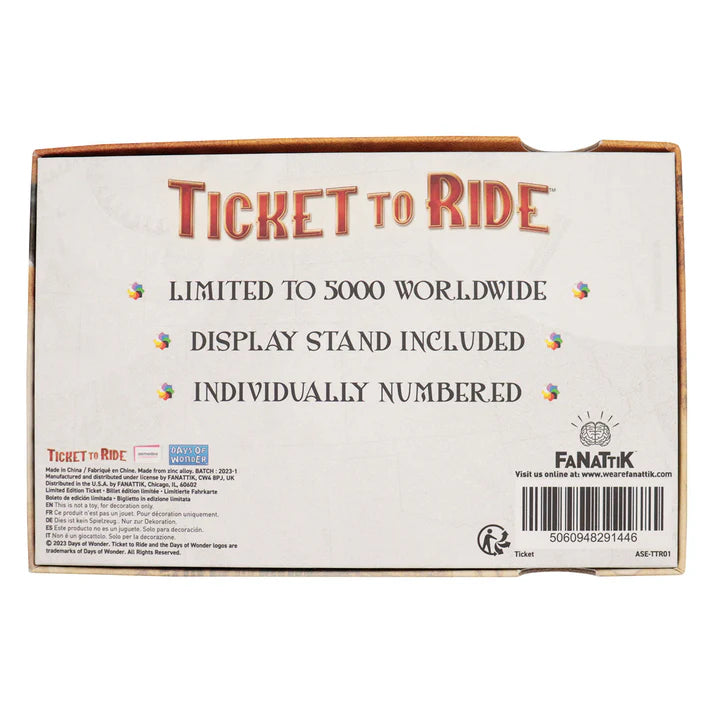 TICKET TO RIDE™
LIMITED TO 5000 WORLDWIDE
DISPLAY STAND INCLUDED
INDIVIDUALLY NUMBERED
TICKET TO RIDE asmodee DAYS OF WONDER
Made in China / Fabriqué en Chine. Made from zinc alloy. BATCH : 2023-1
Manufactured and distributed under license by FANATTIK, CW4 8PJ, UK
Distributed in the U.S.A. by FANATTIK, Chicago, IL, 60602
Limited Edition Ticket - Billet édition limitée - Limitierte Fahrkarte
Boleto de edición limitada - Biglietto in edizione limitata
EN This is not a toy, for decoration only.
FR Ce produit n'est pas un jouet. Pour décoration uniquement.
DE Dies ist kein Spielzeug. Nur zur Dekoration.
ES Este producto no es un juguete. Solo para decoración.
IT Non è un giocattolo. Solo per la decorazione.
© 2023 Days of Wonder. Ticket to Ride and the Days of Wonder logos are
trademarks of Days of Wonder. All Rights Reserved.
FANATTIK
Visit us online at: www.wearefanattik.com
5060948291446
Ticket ASE-TTR01